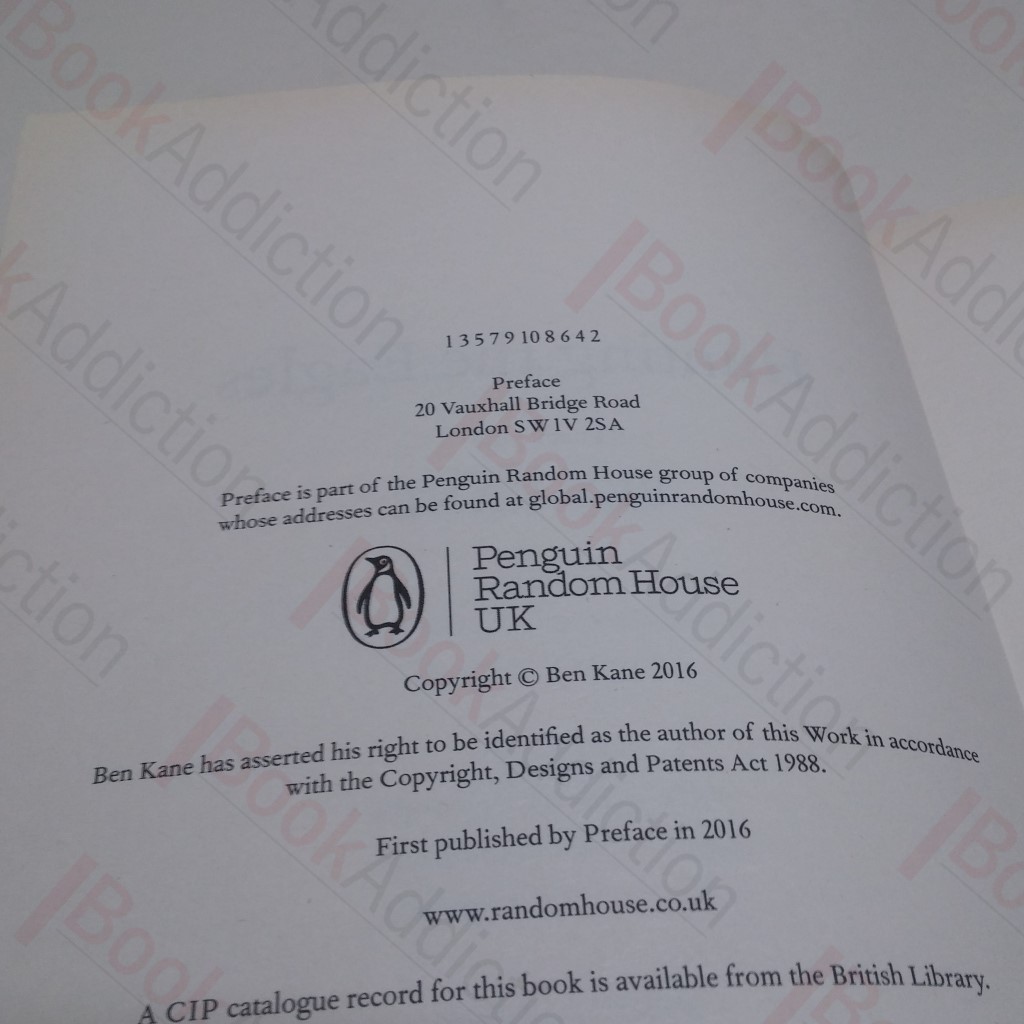 1 3 5 7 9 10 8 6 4 2
Preface
20 Vauxhall Bridge Road
London SW1V 2SA
Preface is part of the Penguin Random House group of companies
whose addresses can be found at global.penguinrandomhouse.com.
Penguin
Random House
UK
Copyright © Ben Kane 2016
Ben Kane has asserted his right to be identified as the author of this Work in accordance
with the Copyright, Designs and Patents Act 1988.
First published by Preface in 2016
www.randomhouse.co.uk
A CIP catalogue record for this book is available from the British Library.
BookAddiction